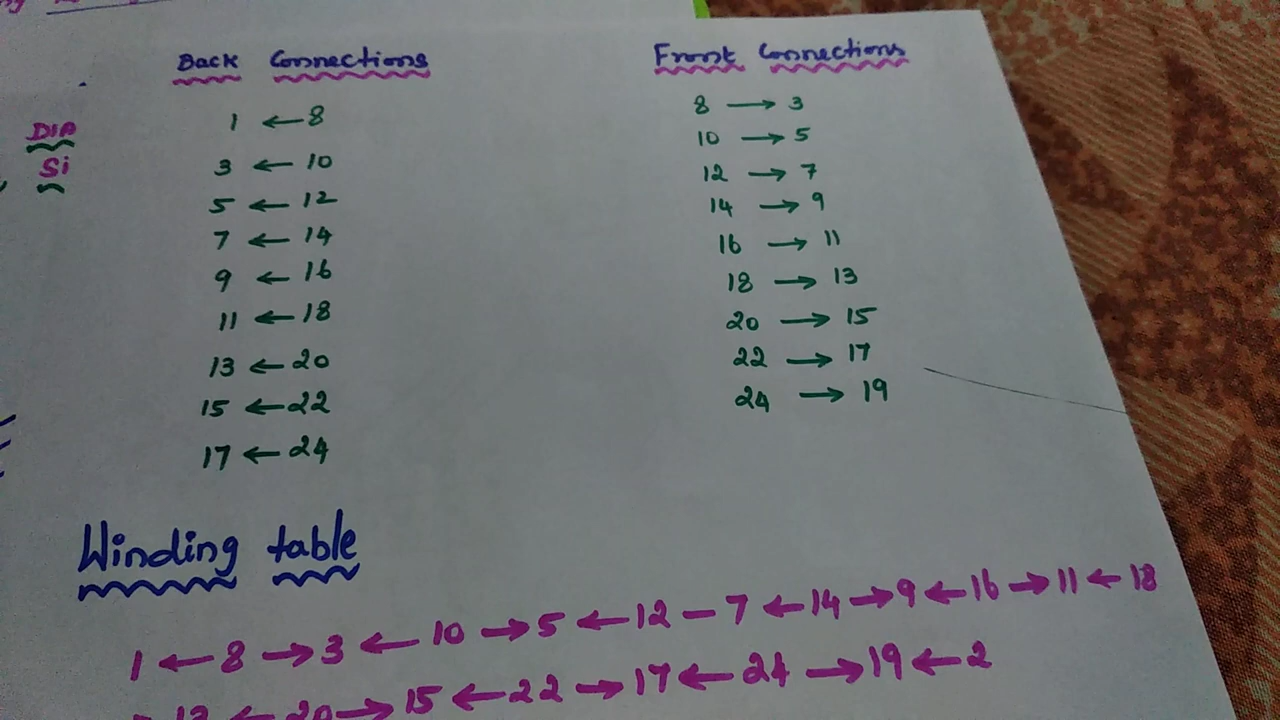 Back Connections
1 ← 8
3 ← 10
5 ← 12
7 ← 14
9 ← 16
11 ← 18
13 ← 20
15 ← 22
17 ← 24
Front Connections
8 → 3
10 → 5
12 → 7
14 → 9
16 → 11
18 → 13
20 → 15
22 → 17
24 → 19
DIA
Si
Winding table
1 ← 8 → 3 ← 10 → 5 ← 12 — 7 ← 14 → 9 ← 16 → 11 ← 18
13 ← 20 → 15 ← 22 → 17 ← 24 → 19 ← 2